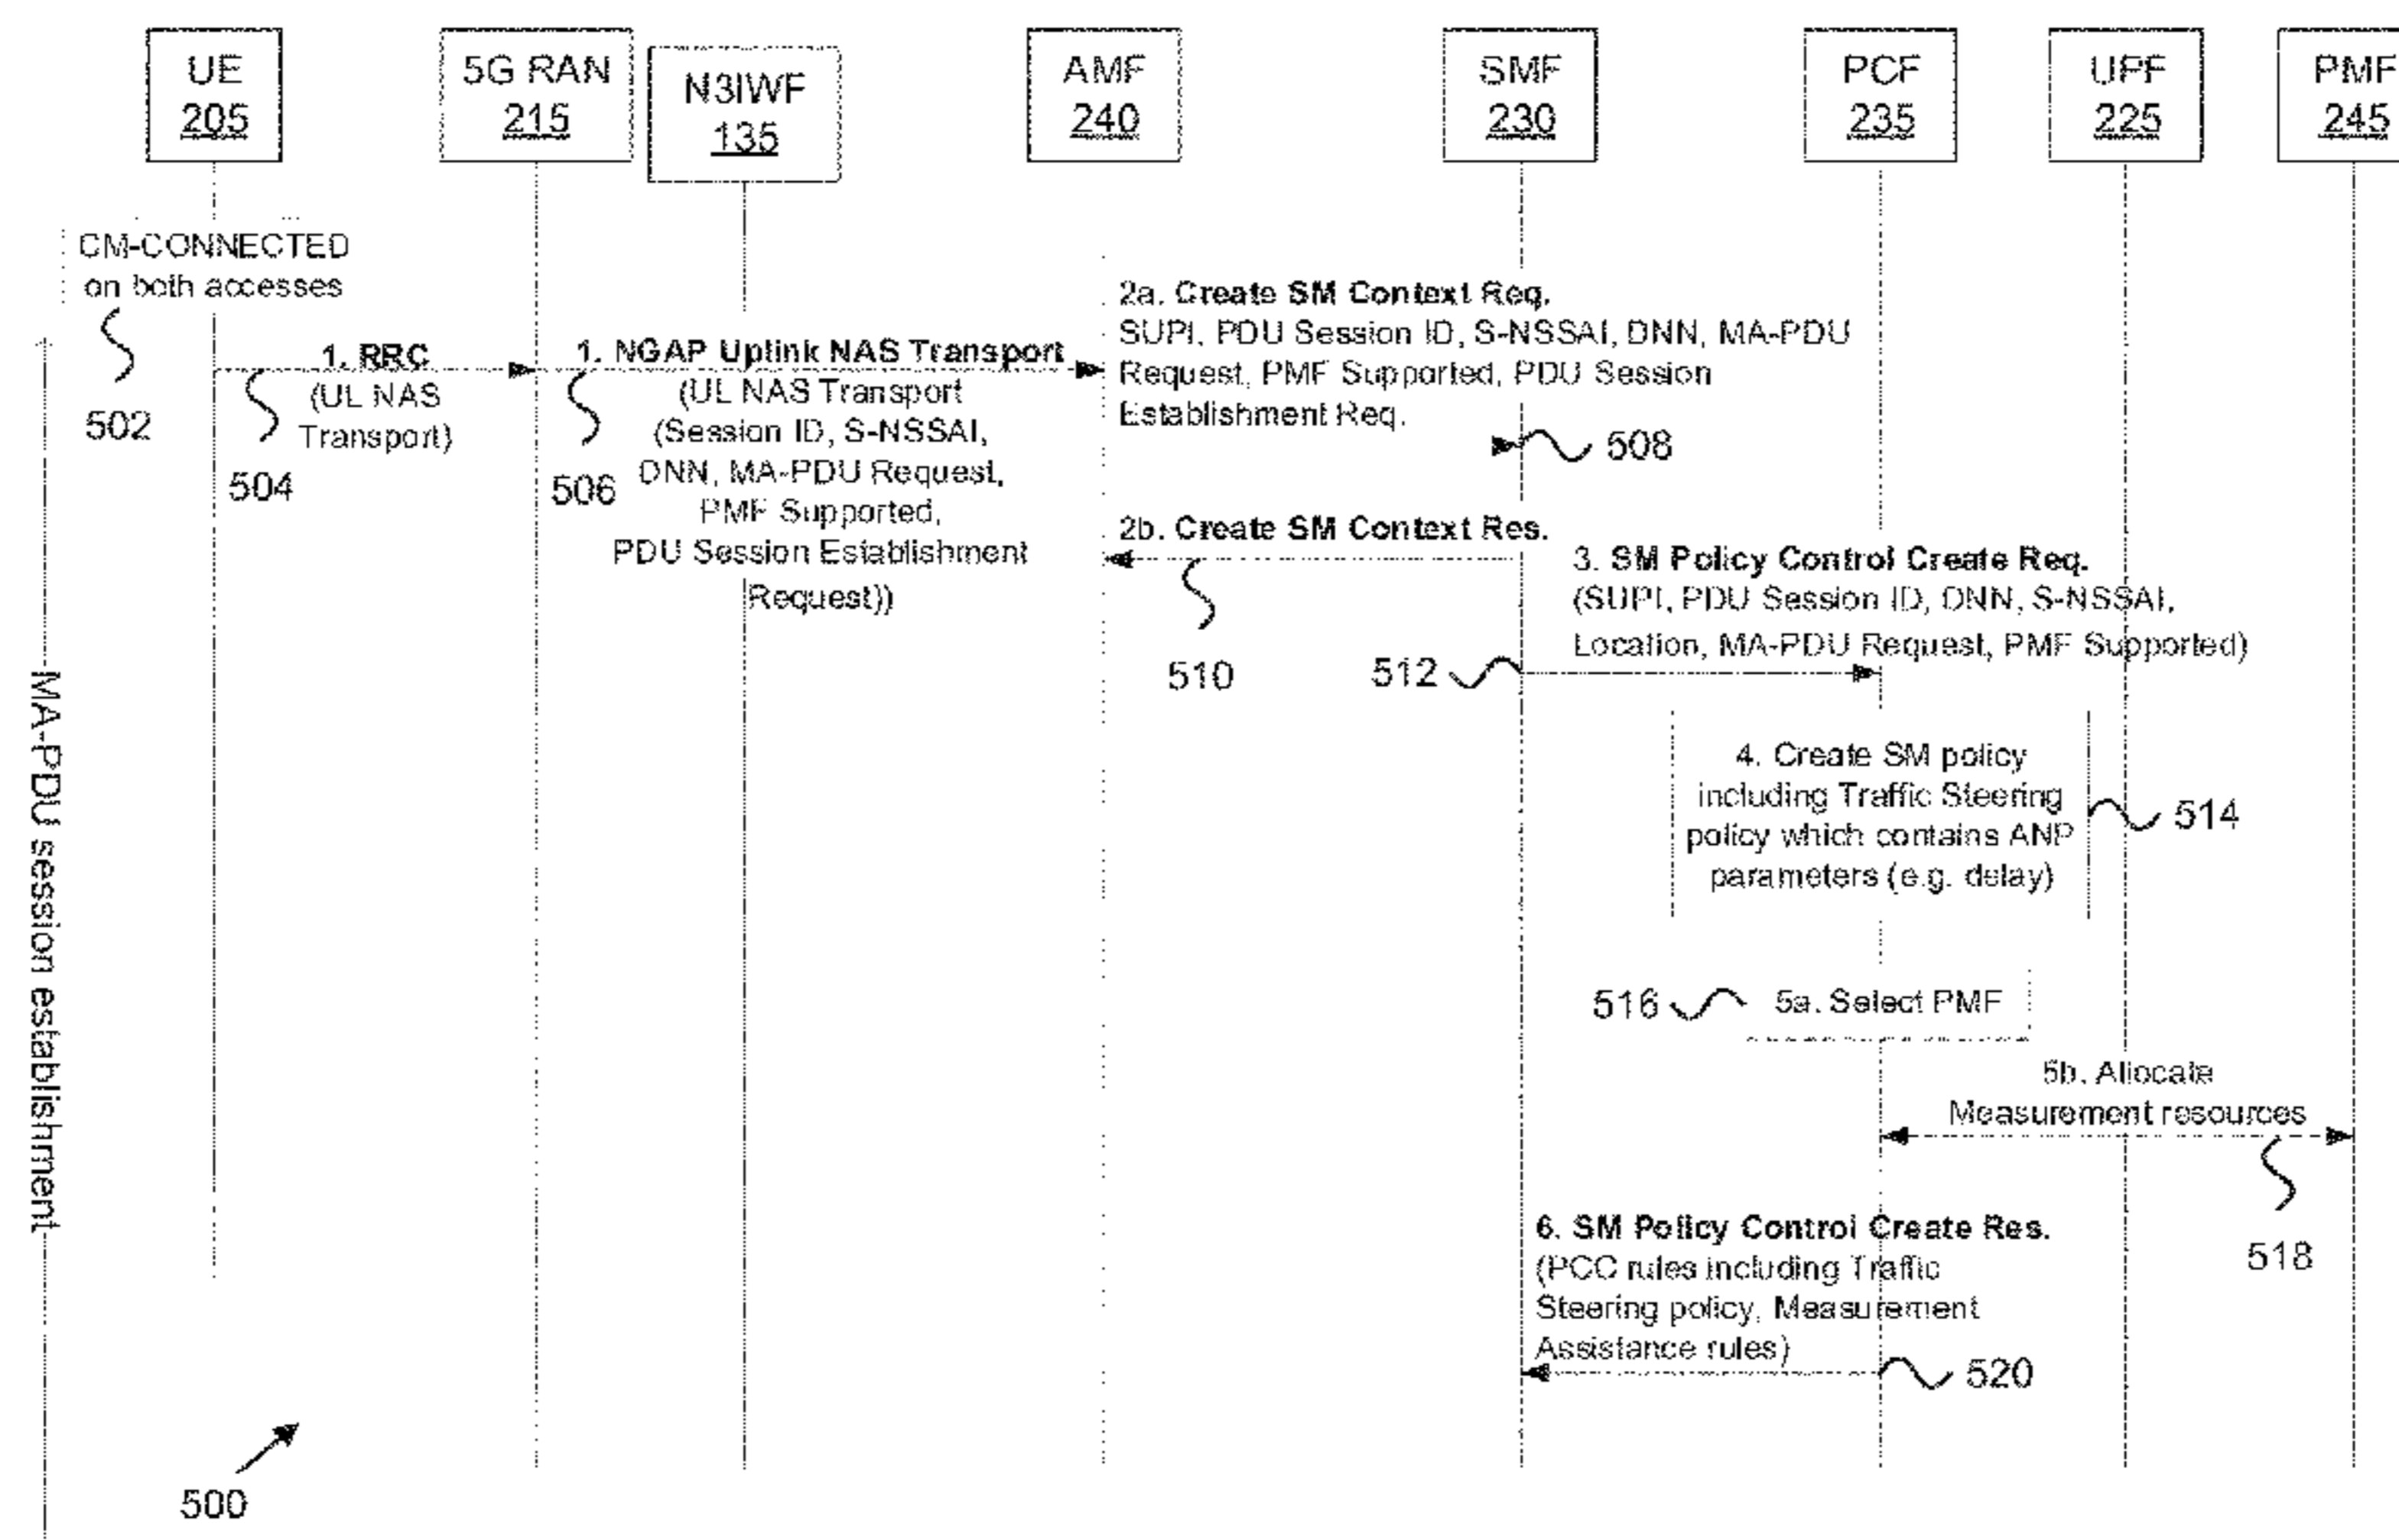 UE
205
5G RAN
215
N3IWF
135
AMF
240
SMF
230
PCF
235
UPF
225
PMF
245
CM-CONNECTED
on both accesses
502
1. RRC
(UL NAS
Transport)
504
1. NGAP Uplink NAS Transport
(UL NAS Transport
(Session ID, S-NSSAI,
DNN, MA-PDU Request,
PMF Supported,
PDU Session Establishment
Request))
506
2a. Create SM Context Req.
SUPI, PDU Session ID, S-NSSAI, DNN, MA-PDU
Request, PMF Supported, PDU Session
Establishment Req.
508
2b. Create SM Context Res.
510
3. SM Policy Control Create Req.
(SUPI, PDU Session ID, DNN, S-NSSAI,
Location, MA-PDU Request, PMF Supported)
512
4. Create SM policy
including Traffic Steering
policy which contains ANP
parameters (e.g. delay)
514
516
5a. Select PMF
5b. Allocate
Measurement resources
518
6. SM Policy Control Create Res.
(PCC rules including Traffic
Steering policy, Measurement
Assistance rules)
520
MA-PDU session establishment
500